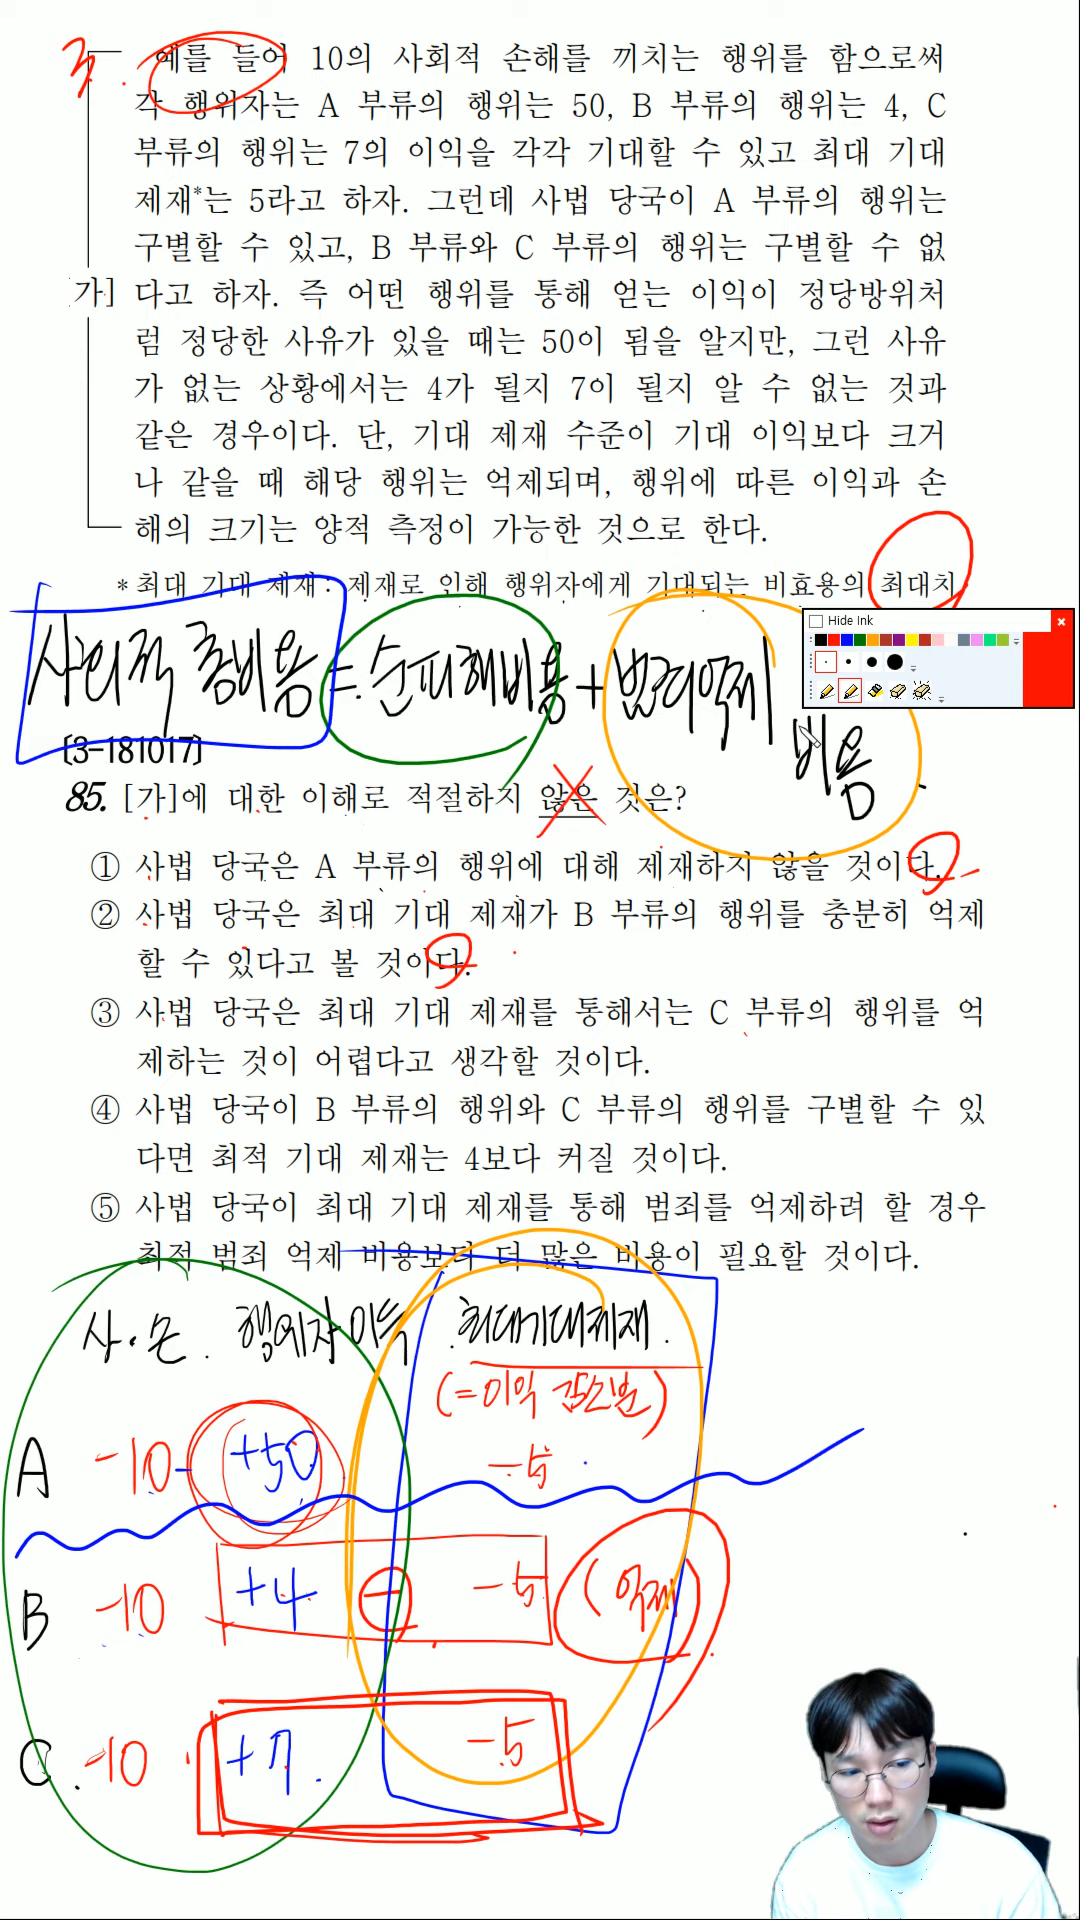 3.
예를 들어 10의 사회적 손해를 끼치는 행위를 함으로써
각 행위자는 A 부류의 행위는 50, B 부류의 행위는 4, C
부류의 행위는 7의 이익을 각각 기대할 수 있고 최대 기대
제재*는 5라고 하자. 그런데 사법 당국이 A 부류의 행위는
구별할 수 있고, B 부류와 C 부류의 행위는 구별할 수 없
[가] 다고 하자. 즉 어떤 행위를 통해 얻는 이익이 정당방위처
럼 정당한 사유가 있을 때는 50이 됨을 알지만, 그런 사유
가 없는 상황에서는 4가 될지 7이 될지 알 수 없는 것과
같은 경우이다. 단, 기대 제재 수준이 기대 이익보다 크거
나 같을 때 해당 행위는 억제되며, 행위에 따른 이익과 손
해의 크기는 양적 측정이 가능한 것으로 한다.
* 최대 기대 제재: 제재로 인해 행위자에게 기대되는 비효용의 최대치.
Hide Ink
사회적 총비용 = 순피해비용 + 범죄억제
비용
[3-181017]
85. [가]에 대한 이해로 적절하지 않은 것은?
① 사법 당국은 A 부류의 행위에 대해 제재하지 않을 것이다.
② 사법 당국은 최대 기대 제재가 B 부류의 행위를 충분히 억제
할 수 있다고 볼 것이다.
③ 사법 당국은 최대 기대 제재를 통해서는 C 부류의 행위를 억
제하는 것이 어렵다고 생각할 것이다.
④ 사법 당국이 B 부류의 행위와 C 부류의 행위를 구별할 수 있
다면 최적 기대 제재는 4보다 커질 것이다.
⑤ 사법 당국이 최대 기대 제재를 통해 범죄를 억제하려 할 경우
최적 범죄 억제 비용보다 더 많은 비용이 필요할 것이다.
사·손. 행위자이득 최대기대제재.
(=이익 감소분)
A -10 +50 -5
B -10 +4 -5 (억제)
C. -10 +7. -5